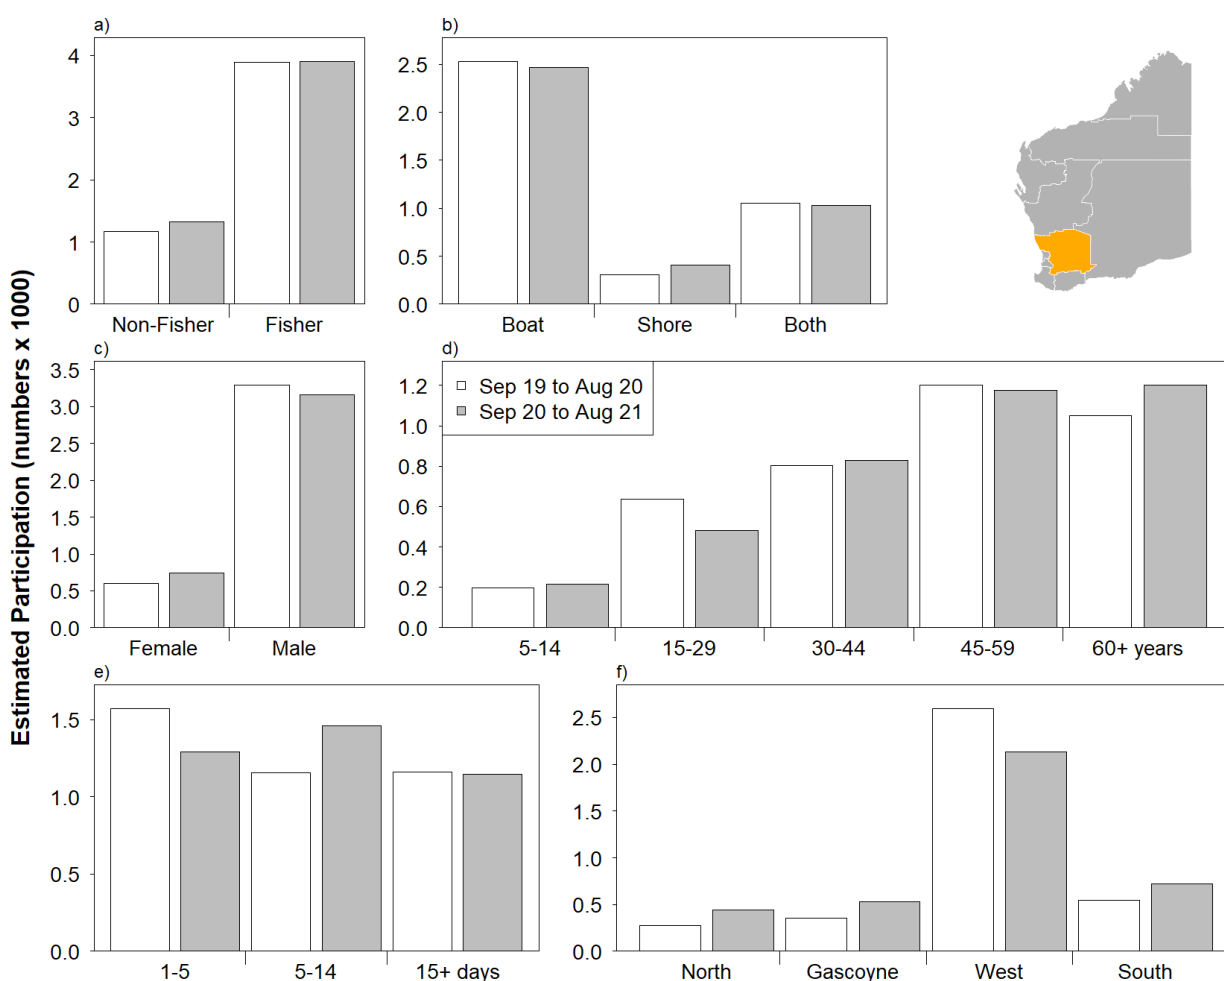 a)
4
3
2
1
0
Non-Fisher Fisher
b)
2.5
2.0
1.5
1.0
0.5
0.0
Boat Shore Both
Estimated Participation (numbers x 1000)
c)
3.5
3.0
2.5
2.0
1.5
1.0
0.5
0.0
Female Male
d)
1.2
1.0
0.8
0.6
0.4
0.2
0.0
Sep 19 to Aug 20
Sep 20 to Aug 21
5-14 15-29 30-44 45-59 60+ years
e)
1.5
1.0
0.5
0.0
1-5 5-14 15+ days
f)
2.5
2.0
1.5
1.0
0.5
0.0
North Gascoyne West South